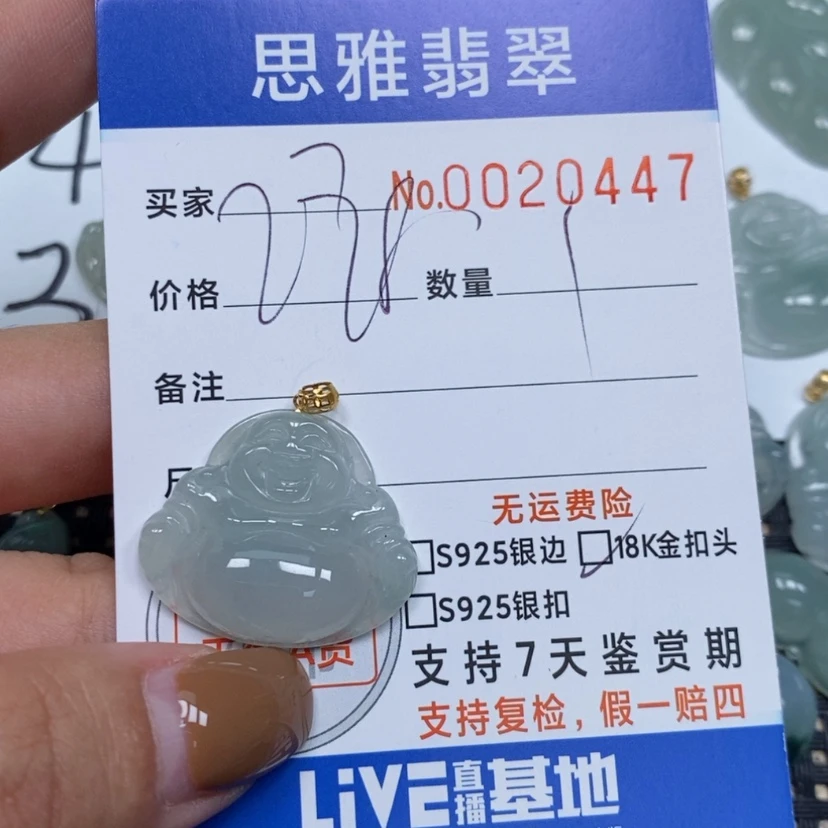 思雅翡翠
买家 No.0020447
价格 数量 1
备注
无运费险
S925银边 18K金扣头
S925银扣
支持7天鉴赏期
支持复检，假一赔四
LiVE直播基地
4
3